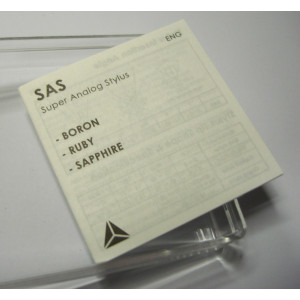 ENG
SAS
Super Analog Stylus
- BORON
- RUBY
- SAPPHIRE